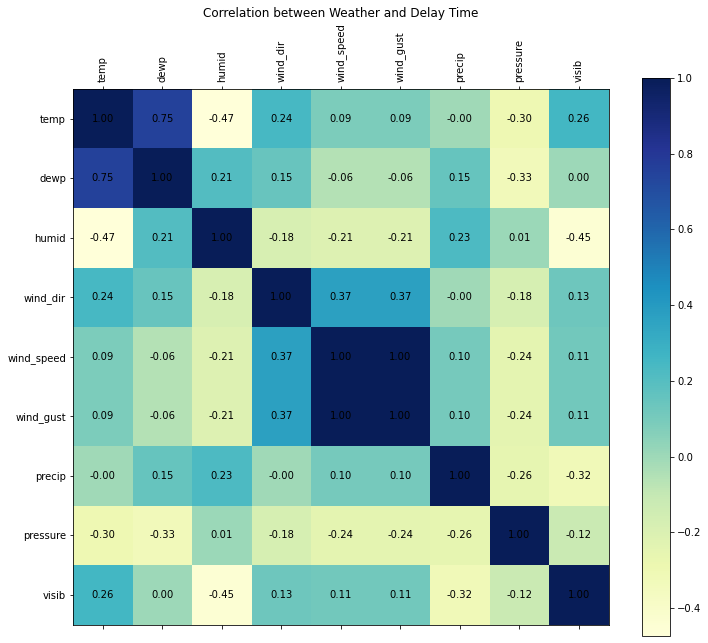 Correlation between Weather and Delay Time
temp dewp humid wind_dir wind_speed wind_gust precip pressure visib
temp 1.00 0.75 -0.47 0.24 0.09 0.09 -0.00 -0.30 0.26
dewp 0.75 1.00 0.21 0.15 -0.06 -0.06 0.15 -0.33 0.00
humid -0.47 0.21 1.00 -0.18 -0.21 -0.21 0.23 0.01 -0.45
wind_dir 0.24 0.15 -0.18 1.00 0.37 0.37 -0.00 -0.18 0.13
wind_speed 0.09 -0.06 -0.21 0.37 1.00 1.00 0.10 -0.24 0.11
wind_gust 0.09 -0.06 -0.21 0.37 1.00 1.00 0.10 -0.24 0.11
precip -0.00 0.15 0.23 -0.00 0.10 0.10 1.00 -0.26 -0.32
pressure -0.30 -0.33 0.01 -0.18 -0.24 -0.24 -0.26 1.00 -0.12
visib 0.26 0.00 -0.45 0.13 0.11 0.11 -0.32 -0.12 1.00
1.0
0.8
0.6
0.4
0.2
0.0
−0.2
−0.4